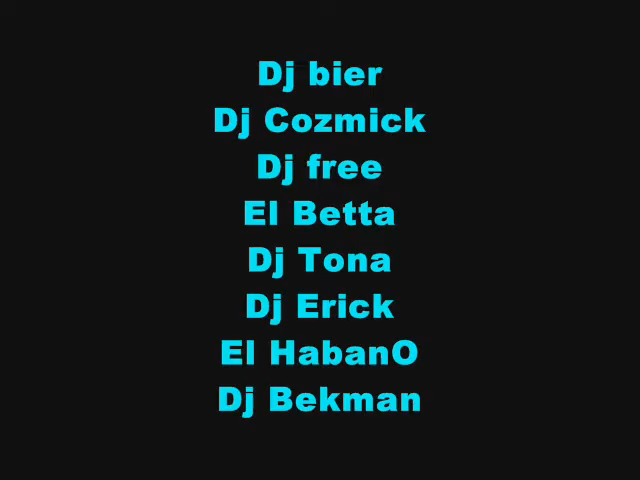 Dj bier
Dj Cozmick
Dj free
El Betta
Dj Tona
Dj Erick
El HabanO
Dj Bekman